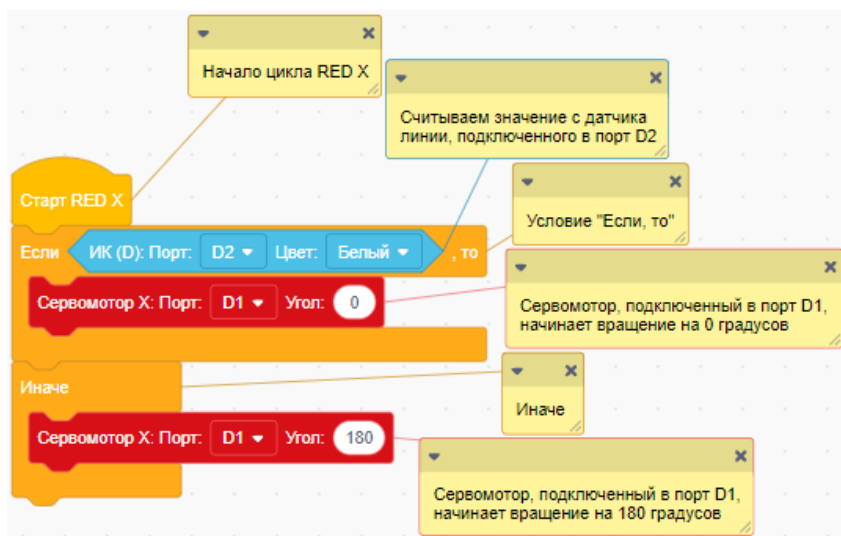 Начало цикла RED X
Считываем значение с датчика
линии, подключенного в порт D2
Старт RED X
Условие "Если, то"
Если ИК (D): Порт: D2 Цвет: Белый , то
Сервомотор X: Порт: D1 Угол: 0
Сервомотор, подключенный в порт D1,
начинает вращение на 0 градусов
Иначе
Иначе
Сервомотор X: Порт: D1 Угол: 180
Сервомотор, подключенный в порт D1,
начинает вращение на 180 градусов